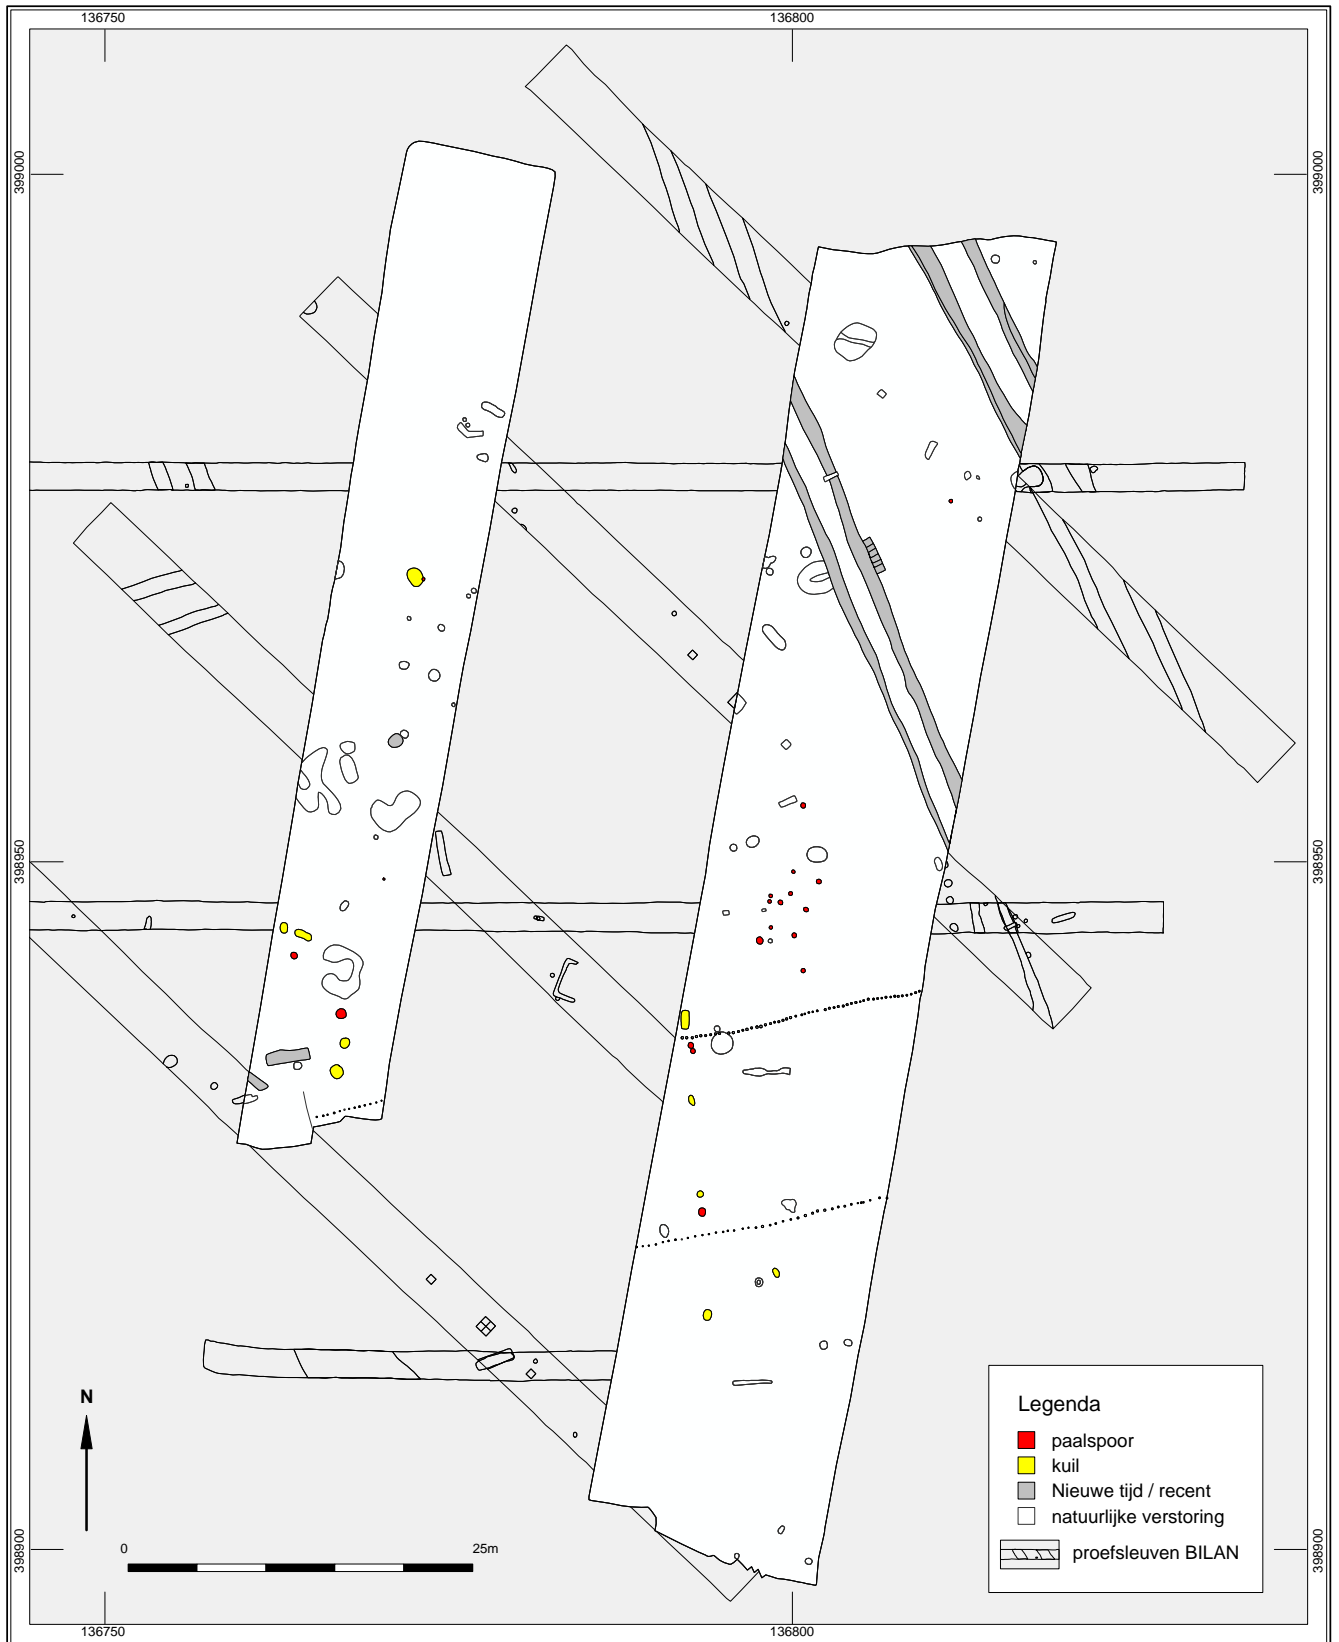 136750 136800
399000 399000
398950 398950
N
0 25m
Legenda
paalspoor
kuil
Nieuwe tijd / recent
natuurlijke verstoring
proefsleuven BILAN
398900 398900
136750 136800